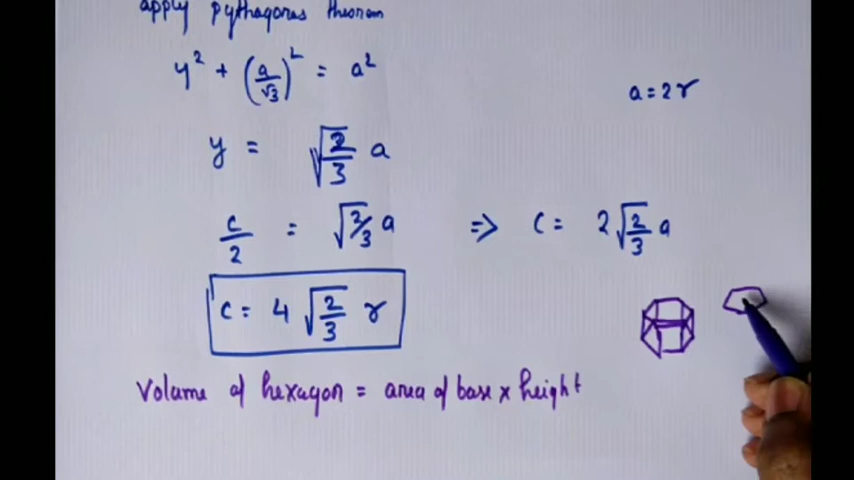 apply pythagoras theorem
y² + (a/√3)² = a²
a = 2r
y = √(2/3) a
c/2 = √(2/3) a ⇒ c = 2√(2/3) a
c = 4√(2/3) r
Volume of hexagon = area of base x height